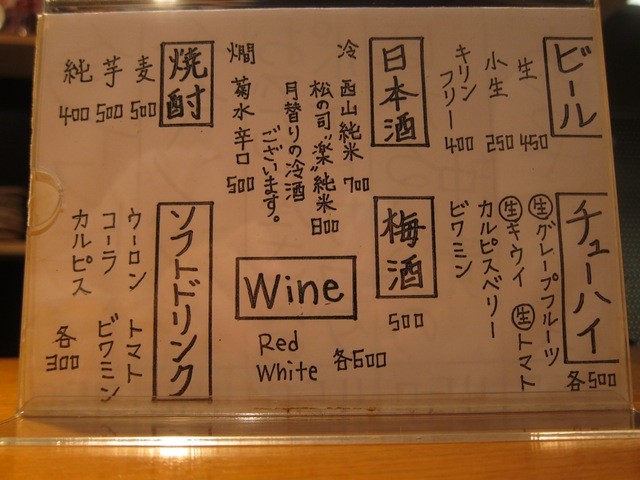 ビール
生 450
小生 250
キリンフリー 400
日本酒
冷 西山純米 700
松の司"楽"純米 800
月替りの冷酒
ございます。
燗 菊水 辛口 500
焼酎
麦 500
芋 500
純 400
チューハイ
各500
生グレープフルーツ
生キウイ 生トマト
カルピスベリー
ビワミン
梅酒
500
Wine
Red
White
各600
ソフトドリンク
ウーロン トマト
コーラ ビワミン
カルピス
各300